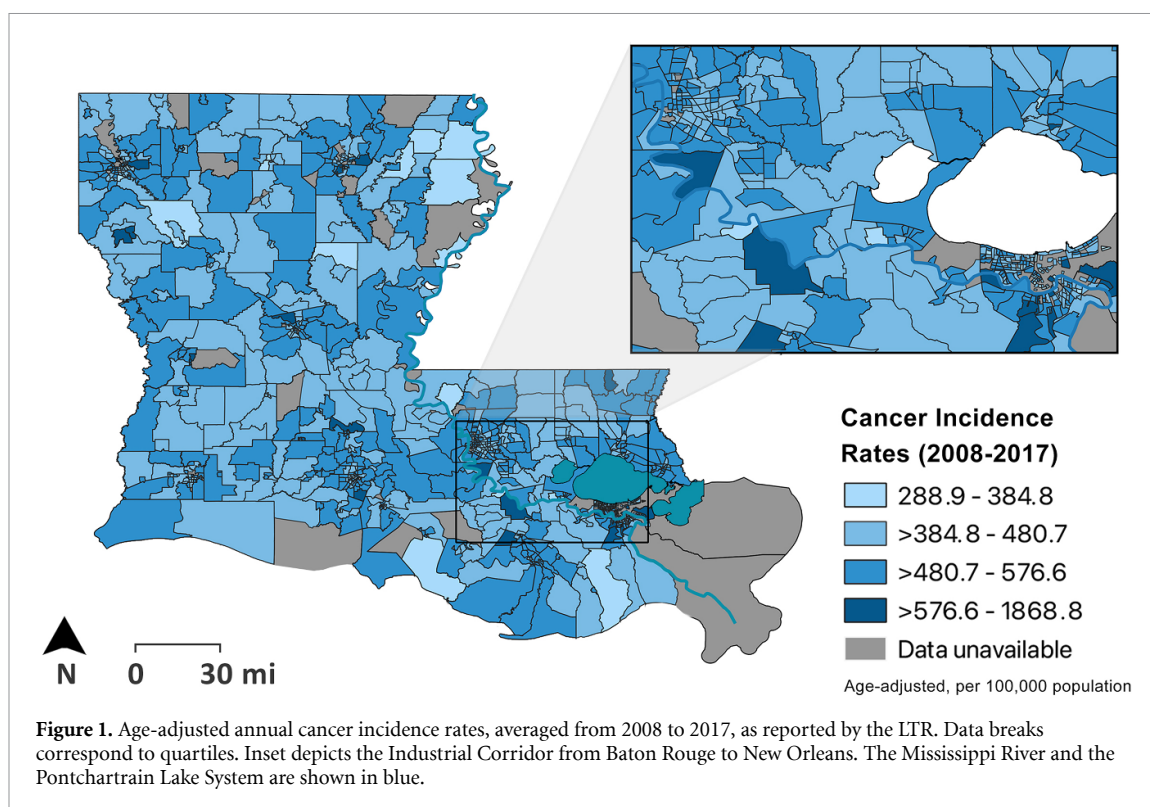 Cancer Incidence
Rates (2008-2017)
288.9 - 384.8
>384.8 - 480.7
>480.7 - 576.6
>576.6 - 1868.8
Data unavailable
Age-adjusted, per 100,000 population
N
0 30 mi
Figure 1. Age-adjusted annual cancer incidence rates, averaged from 2008 to 2017, as reported by the LTR. Data breaks
correspond to quartiles. Inset depicts the Industrial Corridor from Baton Rouge to New Orleans. The Mississippi River and the
Pontchartrain Lake System are shown in blue.